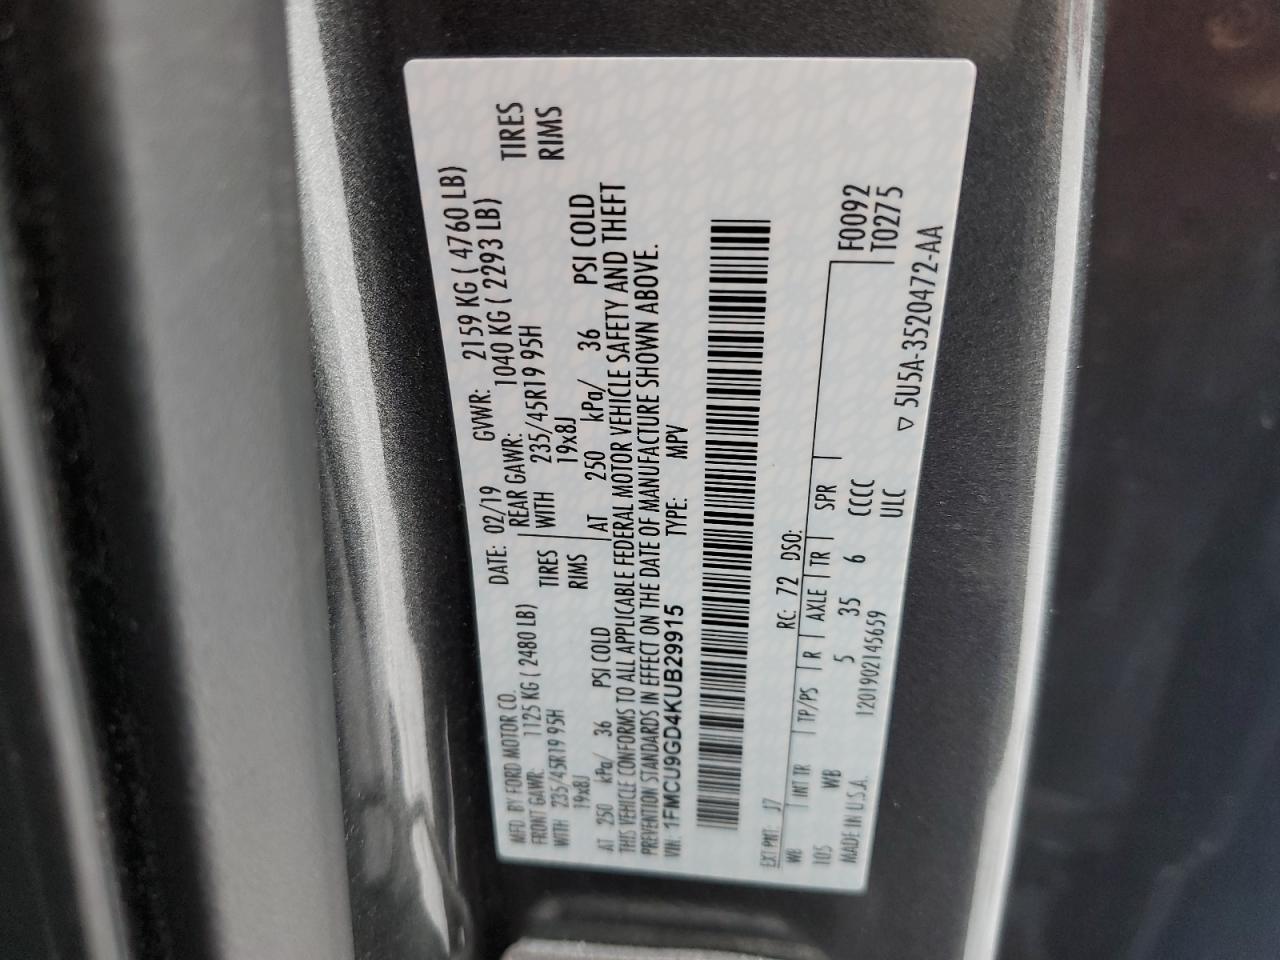 MFD. BY FORD MOTOR CO.
DATE: 02/19 GVWR: 2159 KG ( 4760 LB)
FRONT GAWR: 1125 KG ( 2480 LB)
REAR GAWR: 1040 KG ( 2293 LB)
WITH 235/45R19 95H TIRES
WITH 235/45R19 95H TIRES
19x8J RIMS
19x8J RIMS
AT 250 kPa/ 36 PSI COLD
AT 250 kPa/ 36 PSI COLD
THIS VEHICLE CONFORMS TO ALL APPLICABLE FEDERAL MOTOR VEHICLE SAFETY AND THEFT
PREVENTION STANDARDS IN EFFECT ON THE DATE OF MANUFACTURE SHOWN ABOVE.
VIN: 1FMCU9GD4KUB29915 TYPE: MPV
EXT PNT: J7 RC: 72 DSO:
WB INT TR TP/PS R AXLE TR SPR F0092
105 WB 5 35 6 CCCC T0275
MADE IN U.S.A. 1201902145659 ULC
▽ 5U5A-3520472-AA